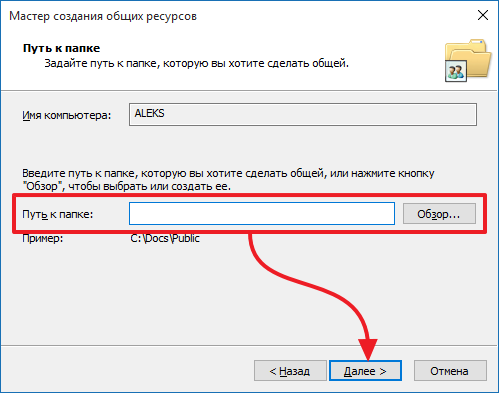 Мастер создания общих ресурсов
Путь к папке
Задайте путь к папке, которую вы хотите сделать общей.
Имя компьютера: ALEKS
Введите путь к папке, которую вы хотите сделать общей, или нажмите кнопку
"Обзор", чтобы выбрать или создать ее.
Путь к папке: Обзор...
Пример: C:\Docs\Public
< Назад Далее > Отмена